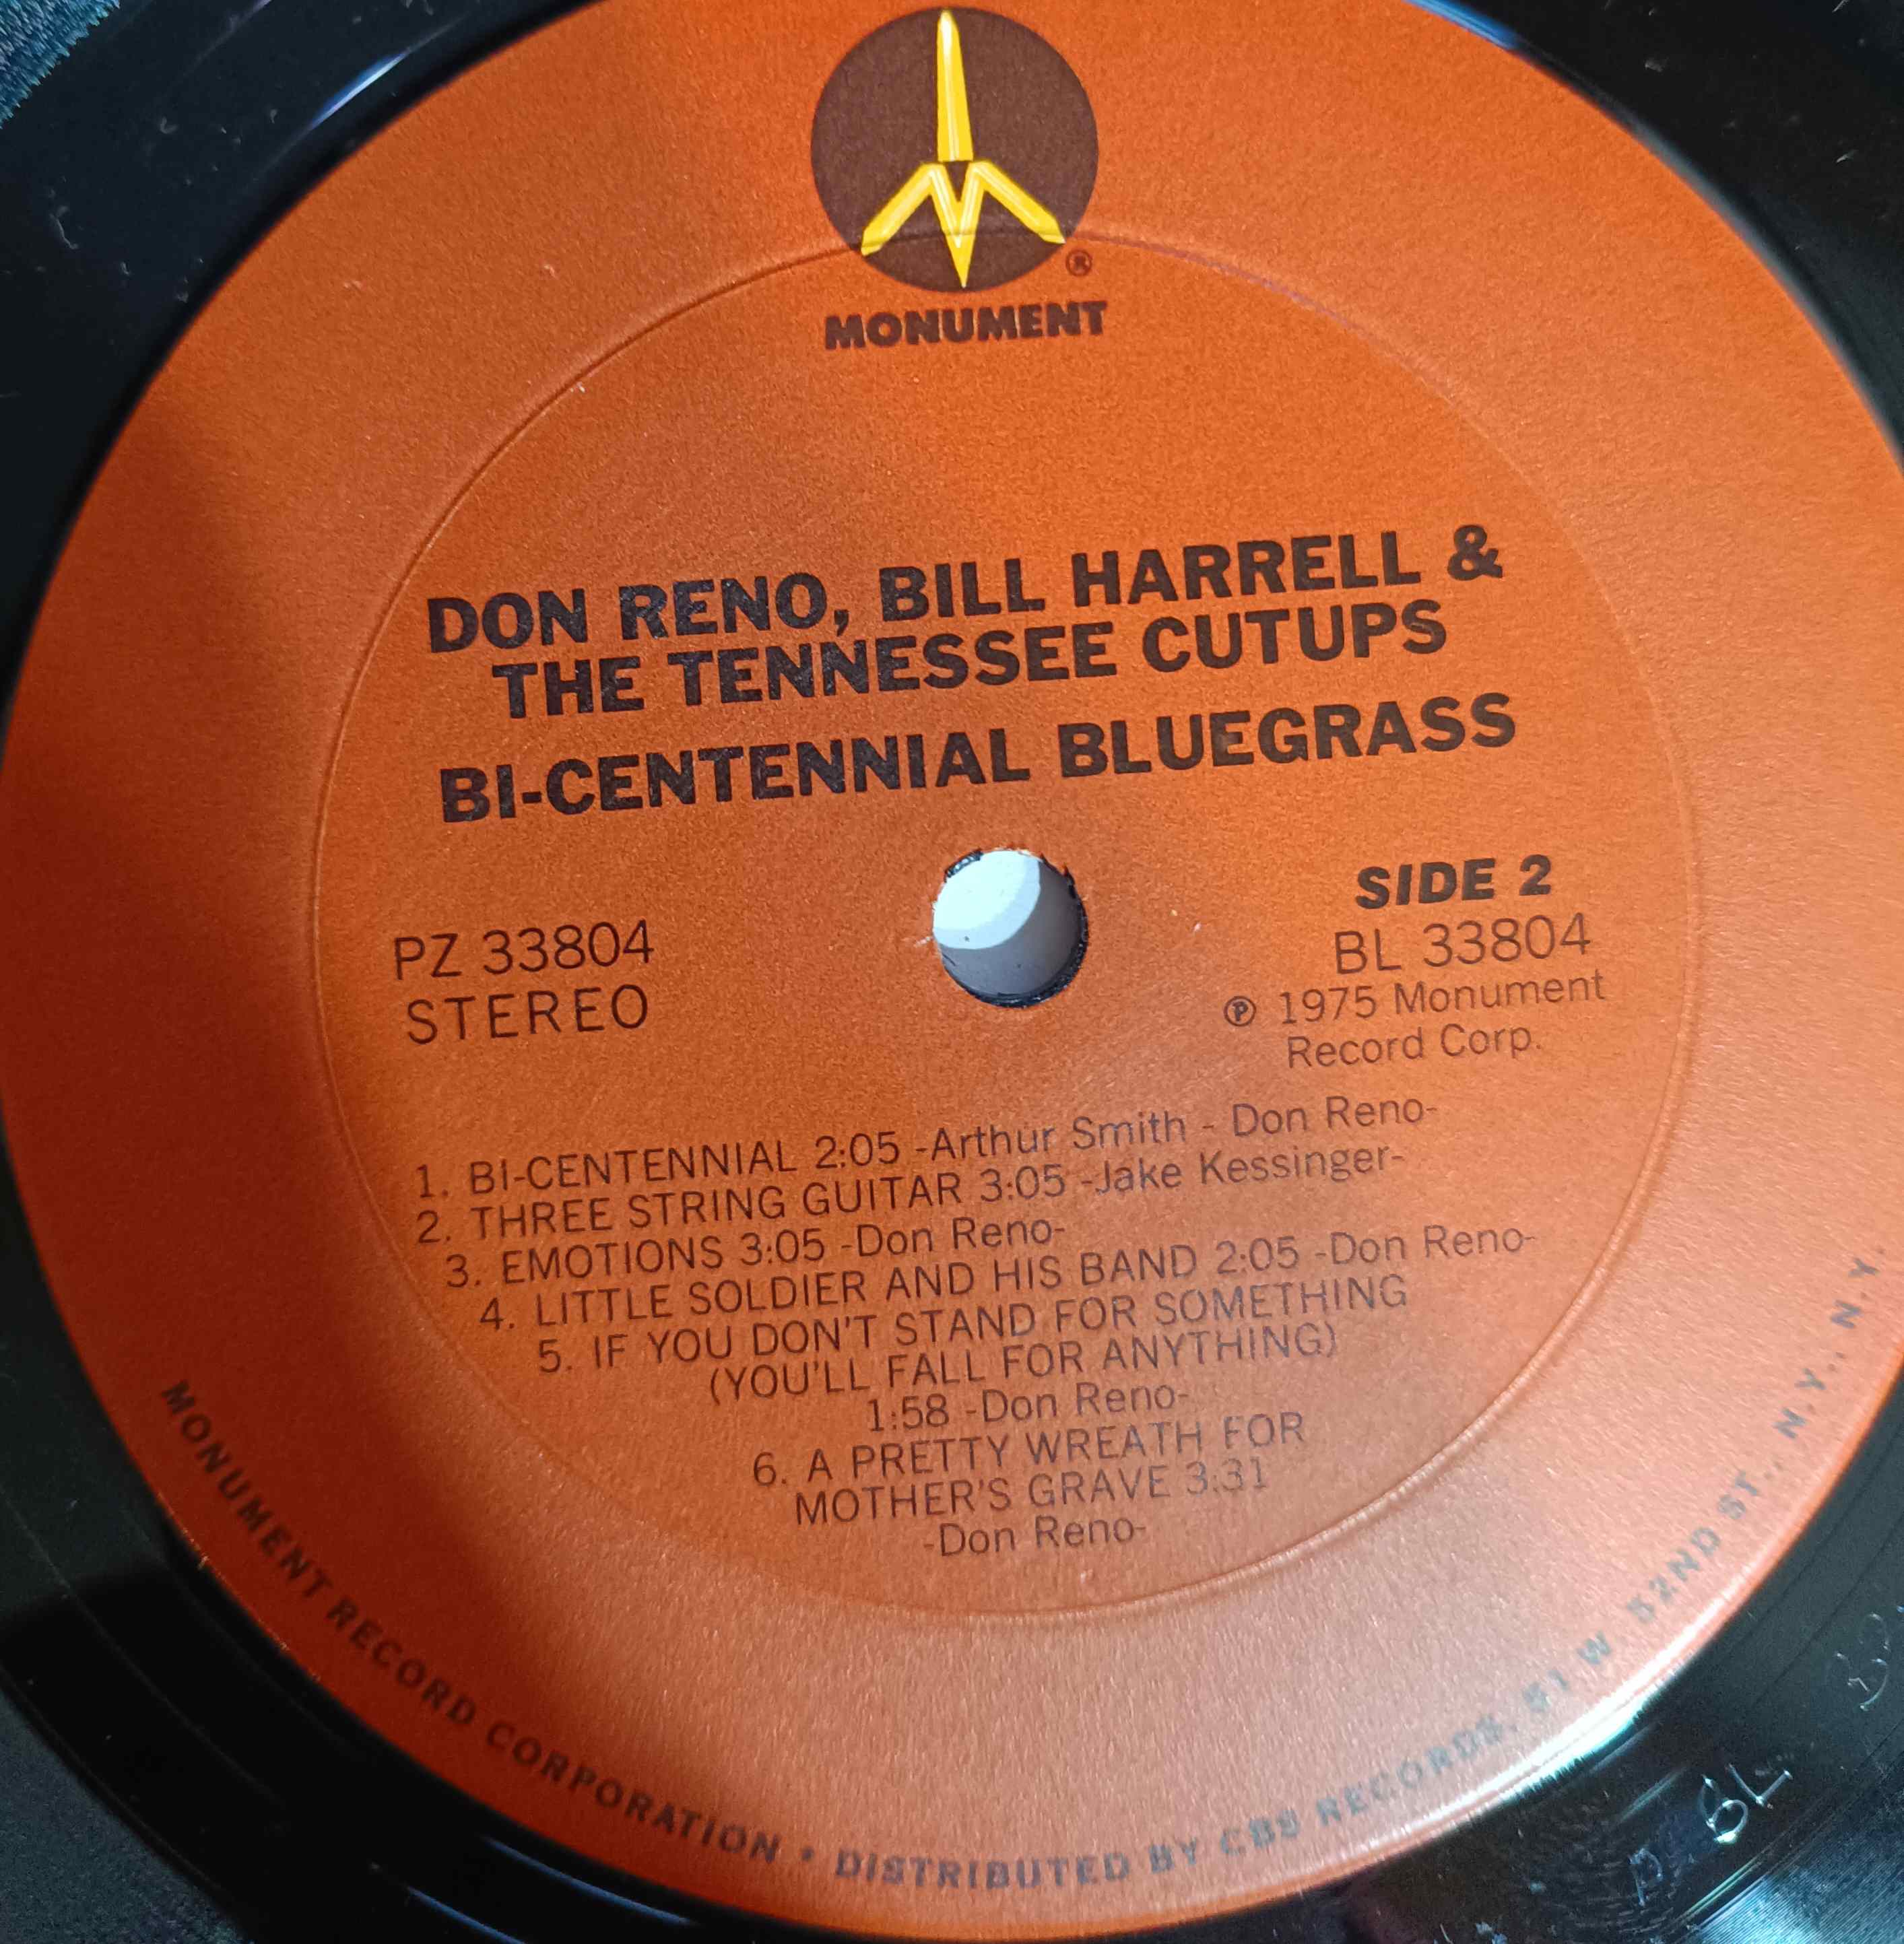 ®
MONUMENT
DON RENO, BILL HARRELL &
THE TENNESSEE CUTUPS
BI-CENTENNIAL BLUEGRASS
SIDE 2
PZ 33804
BL 33804
STEREO
℗ 1975 Monument
Record Corp.
1. BI-CENTENNIAL 2:05 -Arthur Smith - Don Reno-
2. THREE STRING GUITAR 3:05 -Jake Kessinger-
3. EMOTIONS 3:05 -Don Reno-
4. LITTLE SOLDIER AND HIS BAND 2:05 -Don Reno-
5. IF YOU DON'T STAND FOR SOMETHING
(YOU'LL FALL FOR ANYTHING)
1:58 -Don Reno-
6. A PRETTY WREATH FOR
MOTHER'S GRAVE 3:31
-Don Reno-
MONUMENT RECORD CORPORATION • DISTRIBUTED BY CBS RECORDS, 51 W. 52ND ST., N.Y., N.Y.
BL